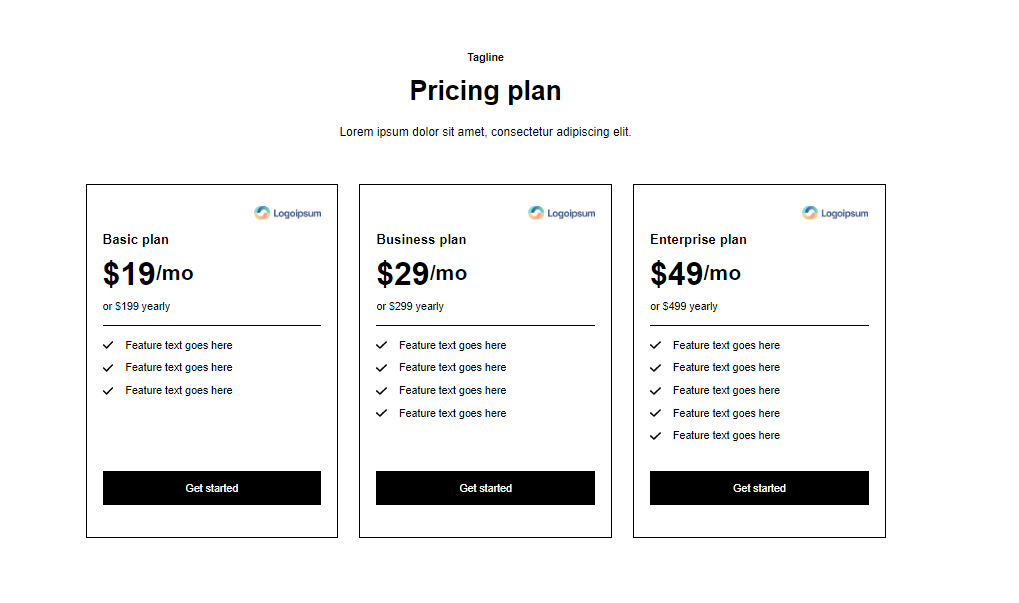 Tagline
Pricing plan
Lorem ipsum dolor sit amet, consectetur adipiscing elit.
Logoipsum
Basic plan
$19/mo
or $199 yearly
Feature text goes here
Feature text goes here
Feature text goes here
Get started
Logoipsum
Business plan
$29/mo
or $299 yearly
Feature text goes here
Feature text goes here
Feature text goes here
Feature text goes here
Get started
Logoipsum
Enterprise plan
$49/mo
or $499 yearly
Feature text goes here
Feature text goes here
Feature text goes here
Feature text goes here
Feature text goes here
Get started